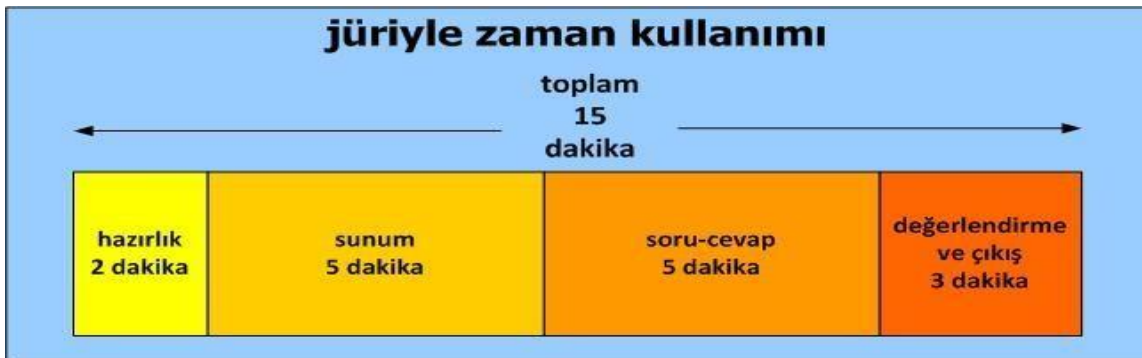 jüriyle zaman kullanımı
toplam
15
dakika
hazırlık
2 dakika
sunum
5 dakika
soru-cevap
5 dakika
değerlendirme
ve çıkış
3 dakika